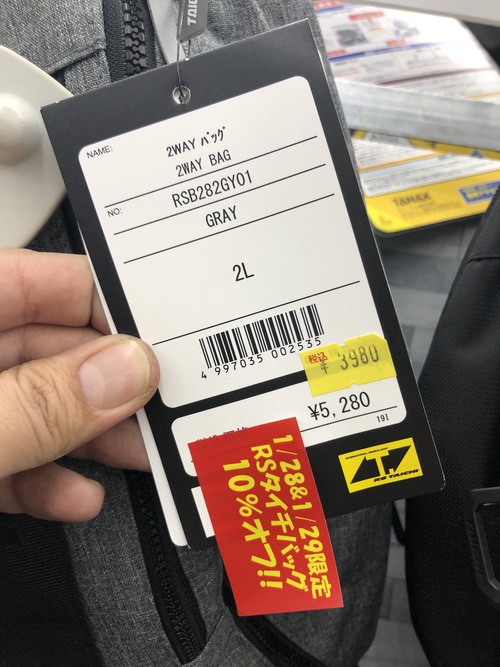 NAME:
2WAY バッグ
2WAY BAG
NO:
RSB282GY01
GRAY
2L
4 997035 002535
税込
¥ 3980
¥5,280
191
RS TAICHI
1/28&1/29限定
RSタイチバッグ
10%オフ!!
TANAX